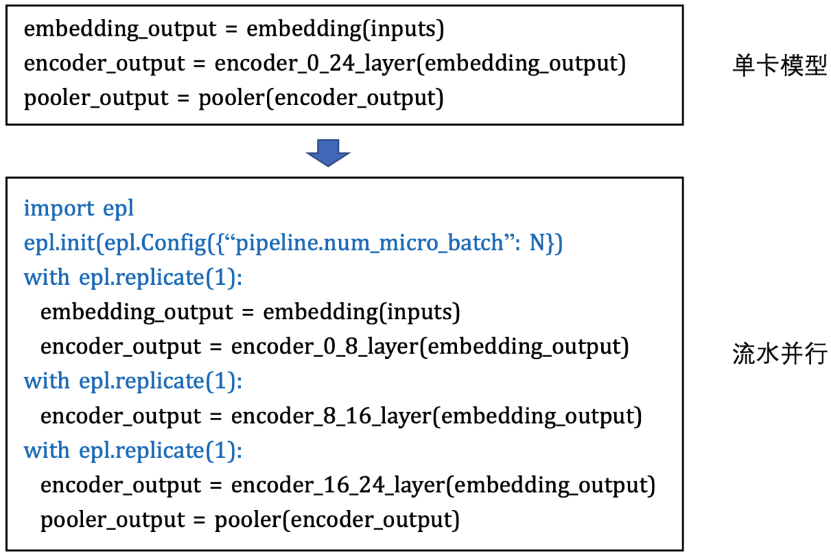 embedding_output = embedding(inputs)
encoder_output = encoder_0_24_layer(embedding_output)
pooler_output = pooler(encoder_output)
单卡模型
import epl
epl.init(epl.Config({“pipeline.num_micro_batch”: N})
with epl.replicate(1):
embedding_output = embedding(inputs)
encoder_output = encoder_0_8_layer(embedding_output)
with epl.replicate(1):
encoder_output = encoder_8_16_layer(embedding_output)
with epl.replicate(1):
encoder_output = encoder_16_24_layer(embedding_output)
pooler_output = pooler(encoder_output)
流水并行